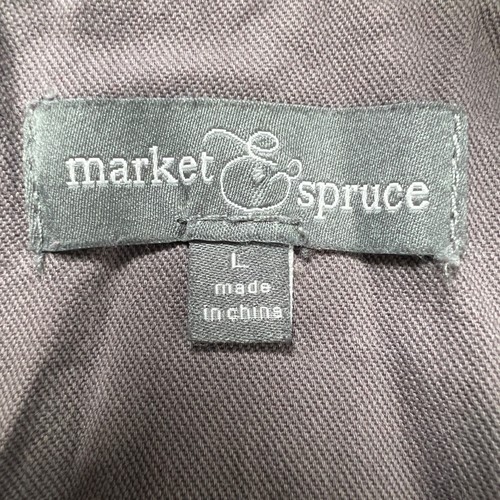 market & spruce
L
made
in china